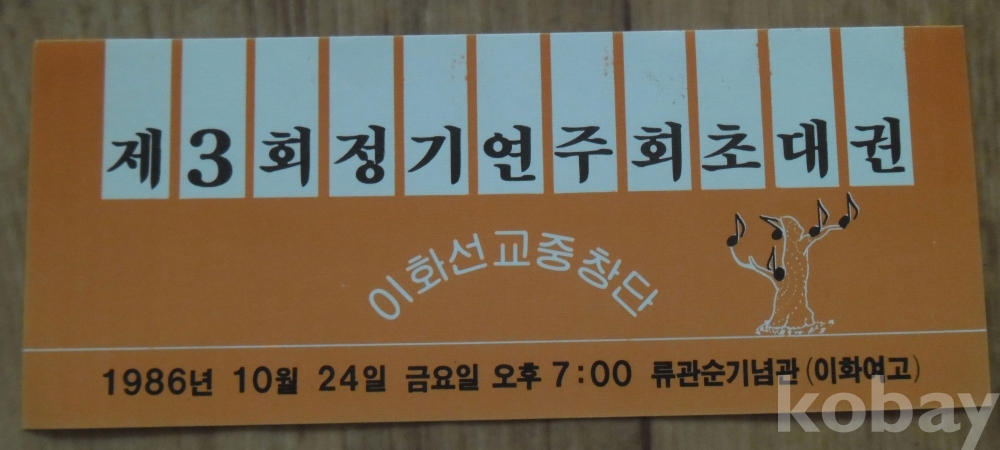 제3회정기연주회초대권
이화선교중창단
1986년 10월 24일 금요일 오후 7:00 류관순기념관 (이화여고)
kobay